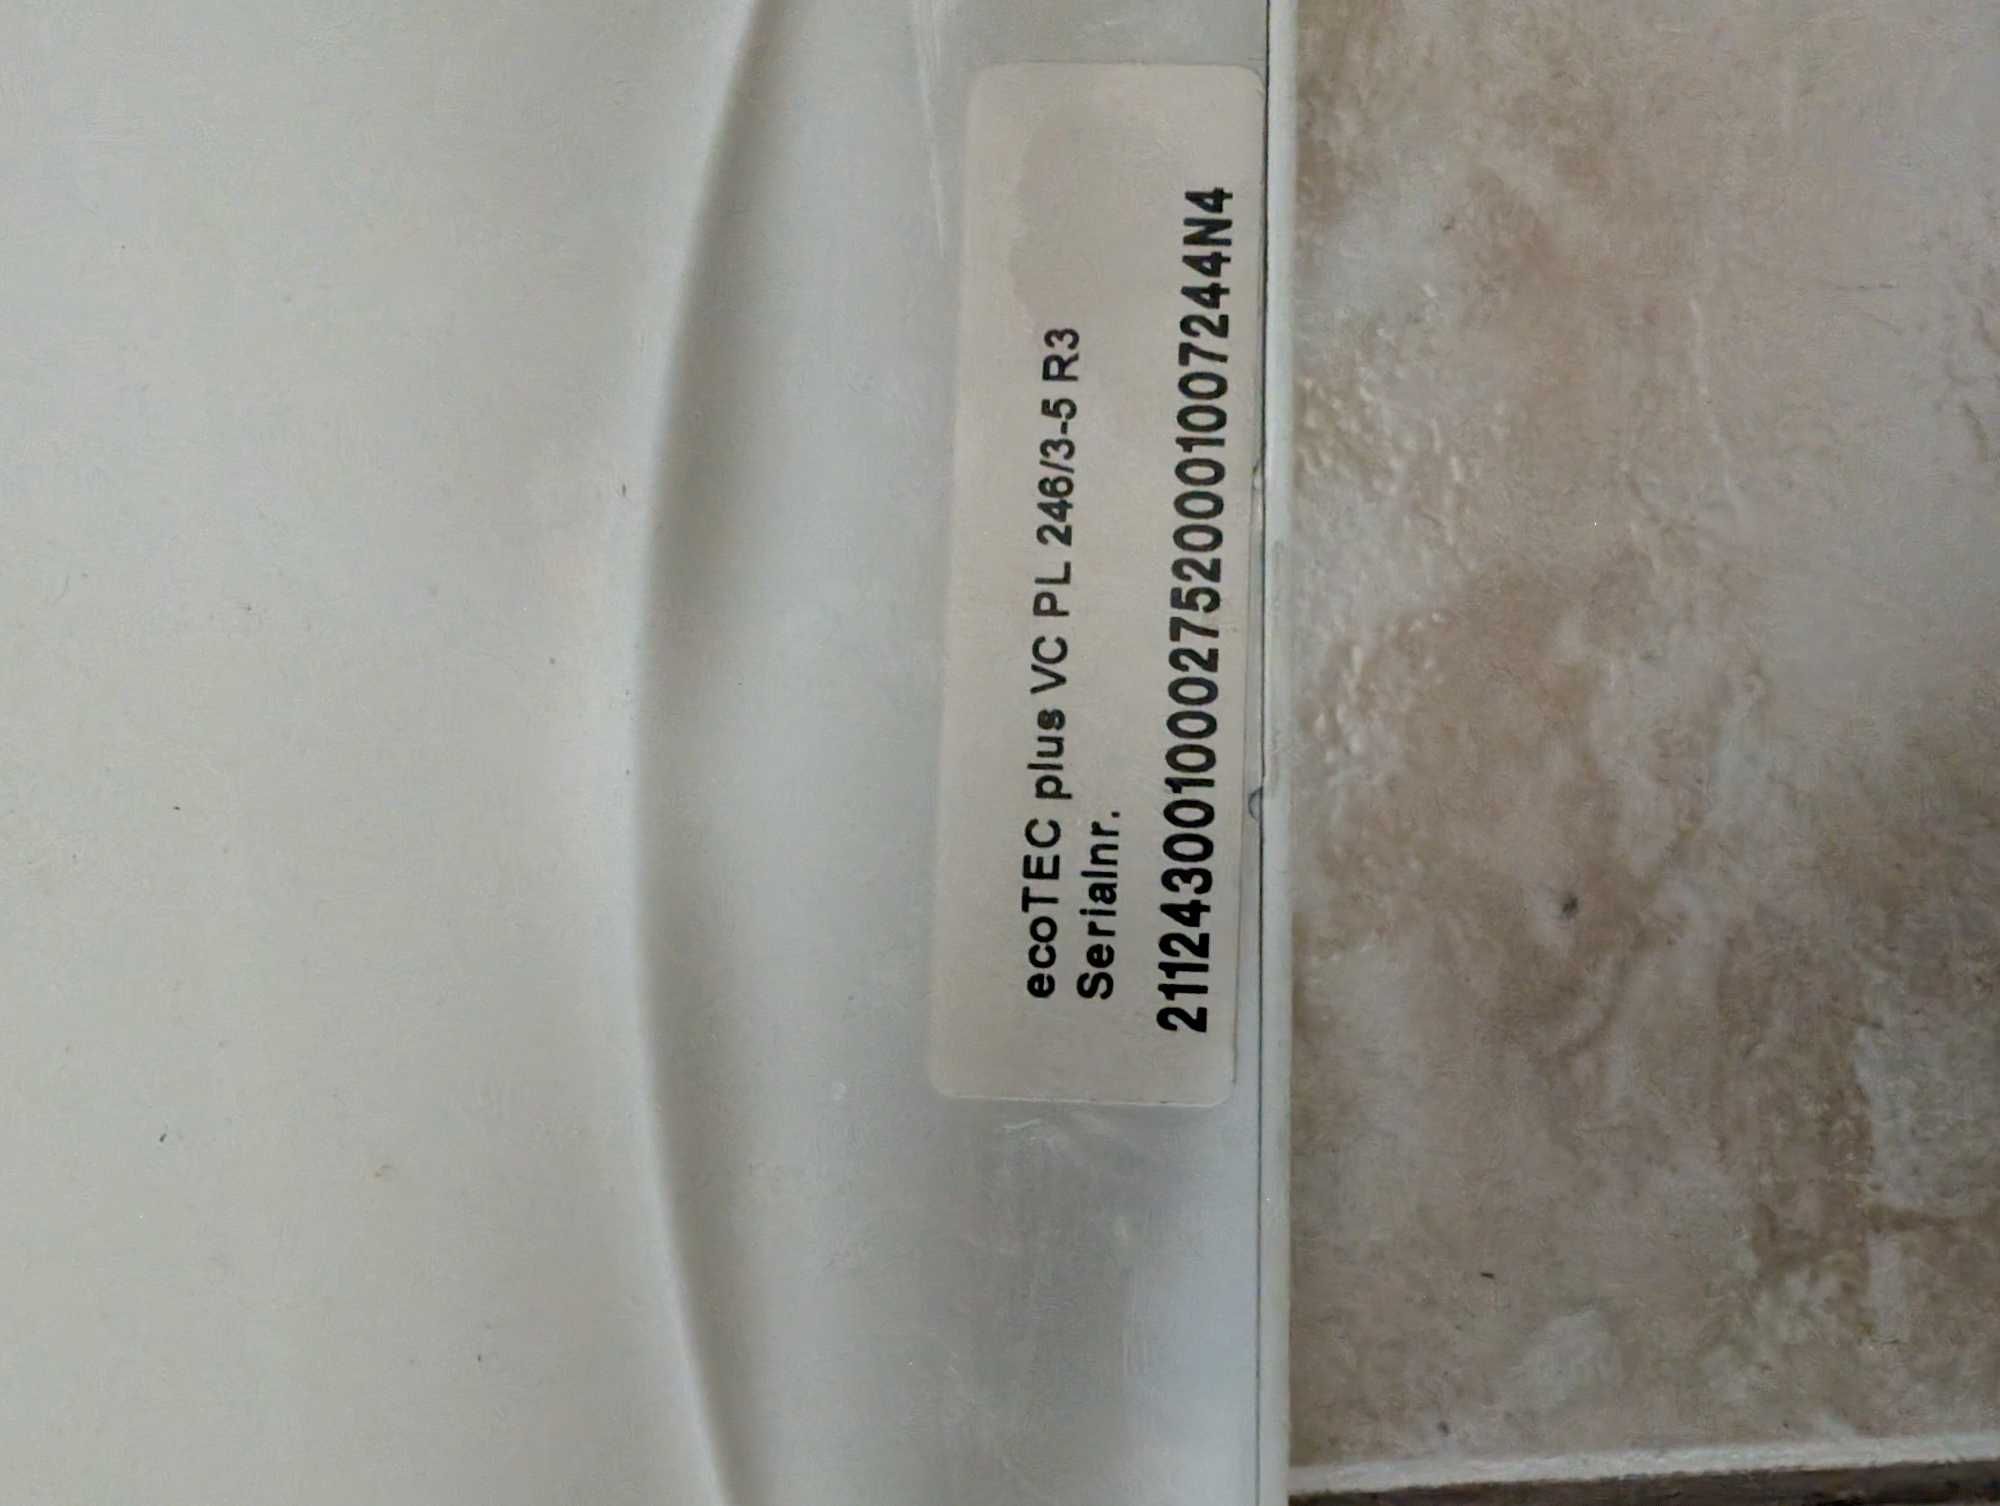 ecoTEC plus VC PL 246/3-5 R3
Serialnr.
21124300100027520001007244N4